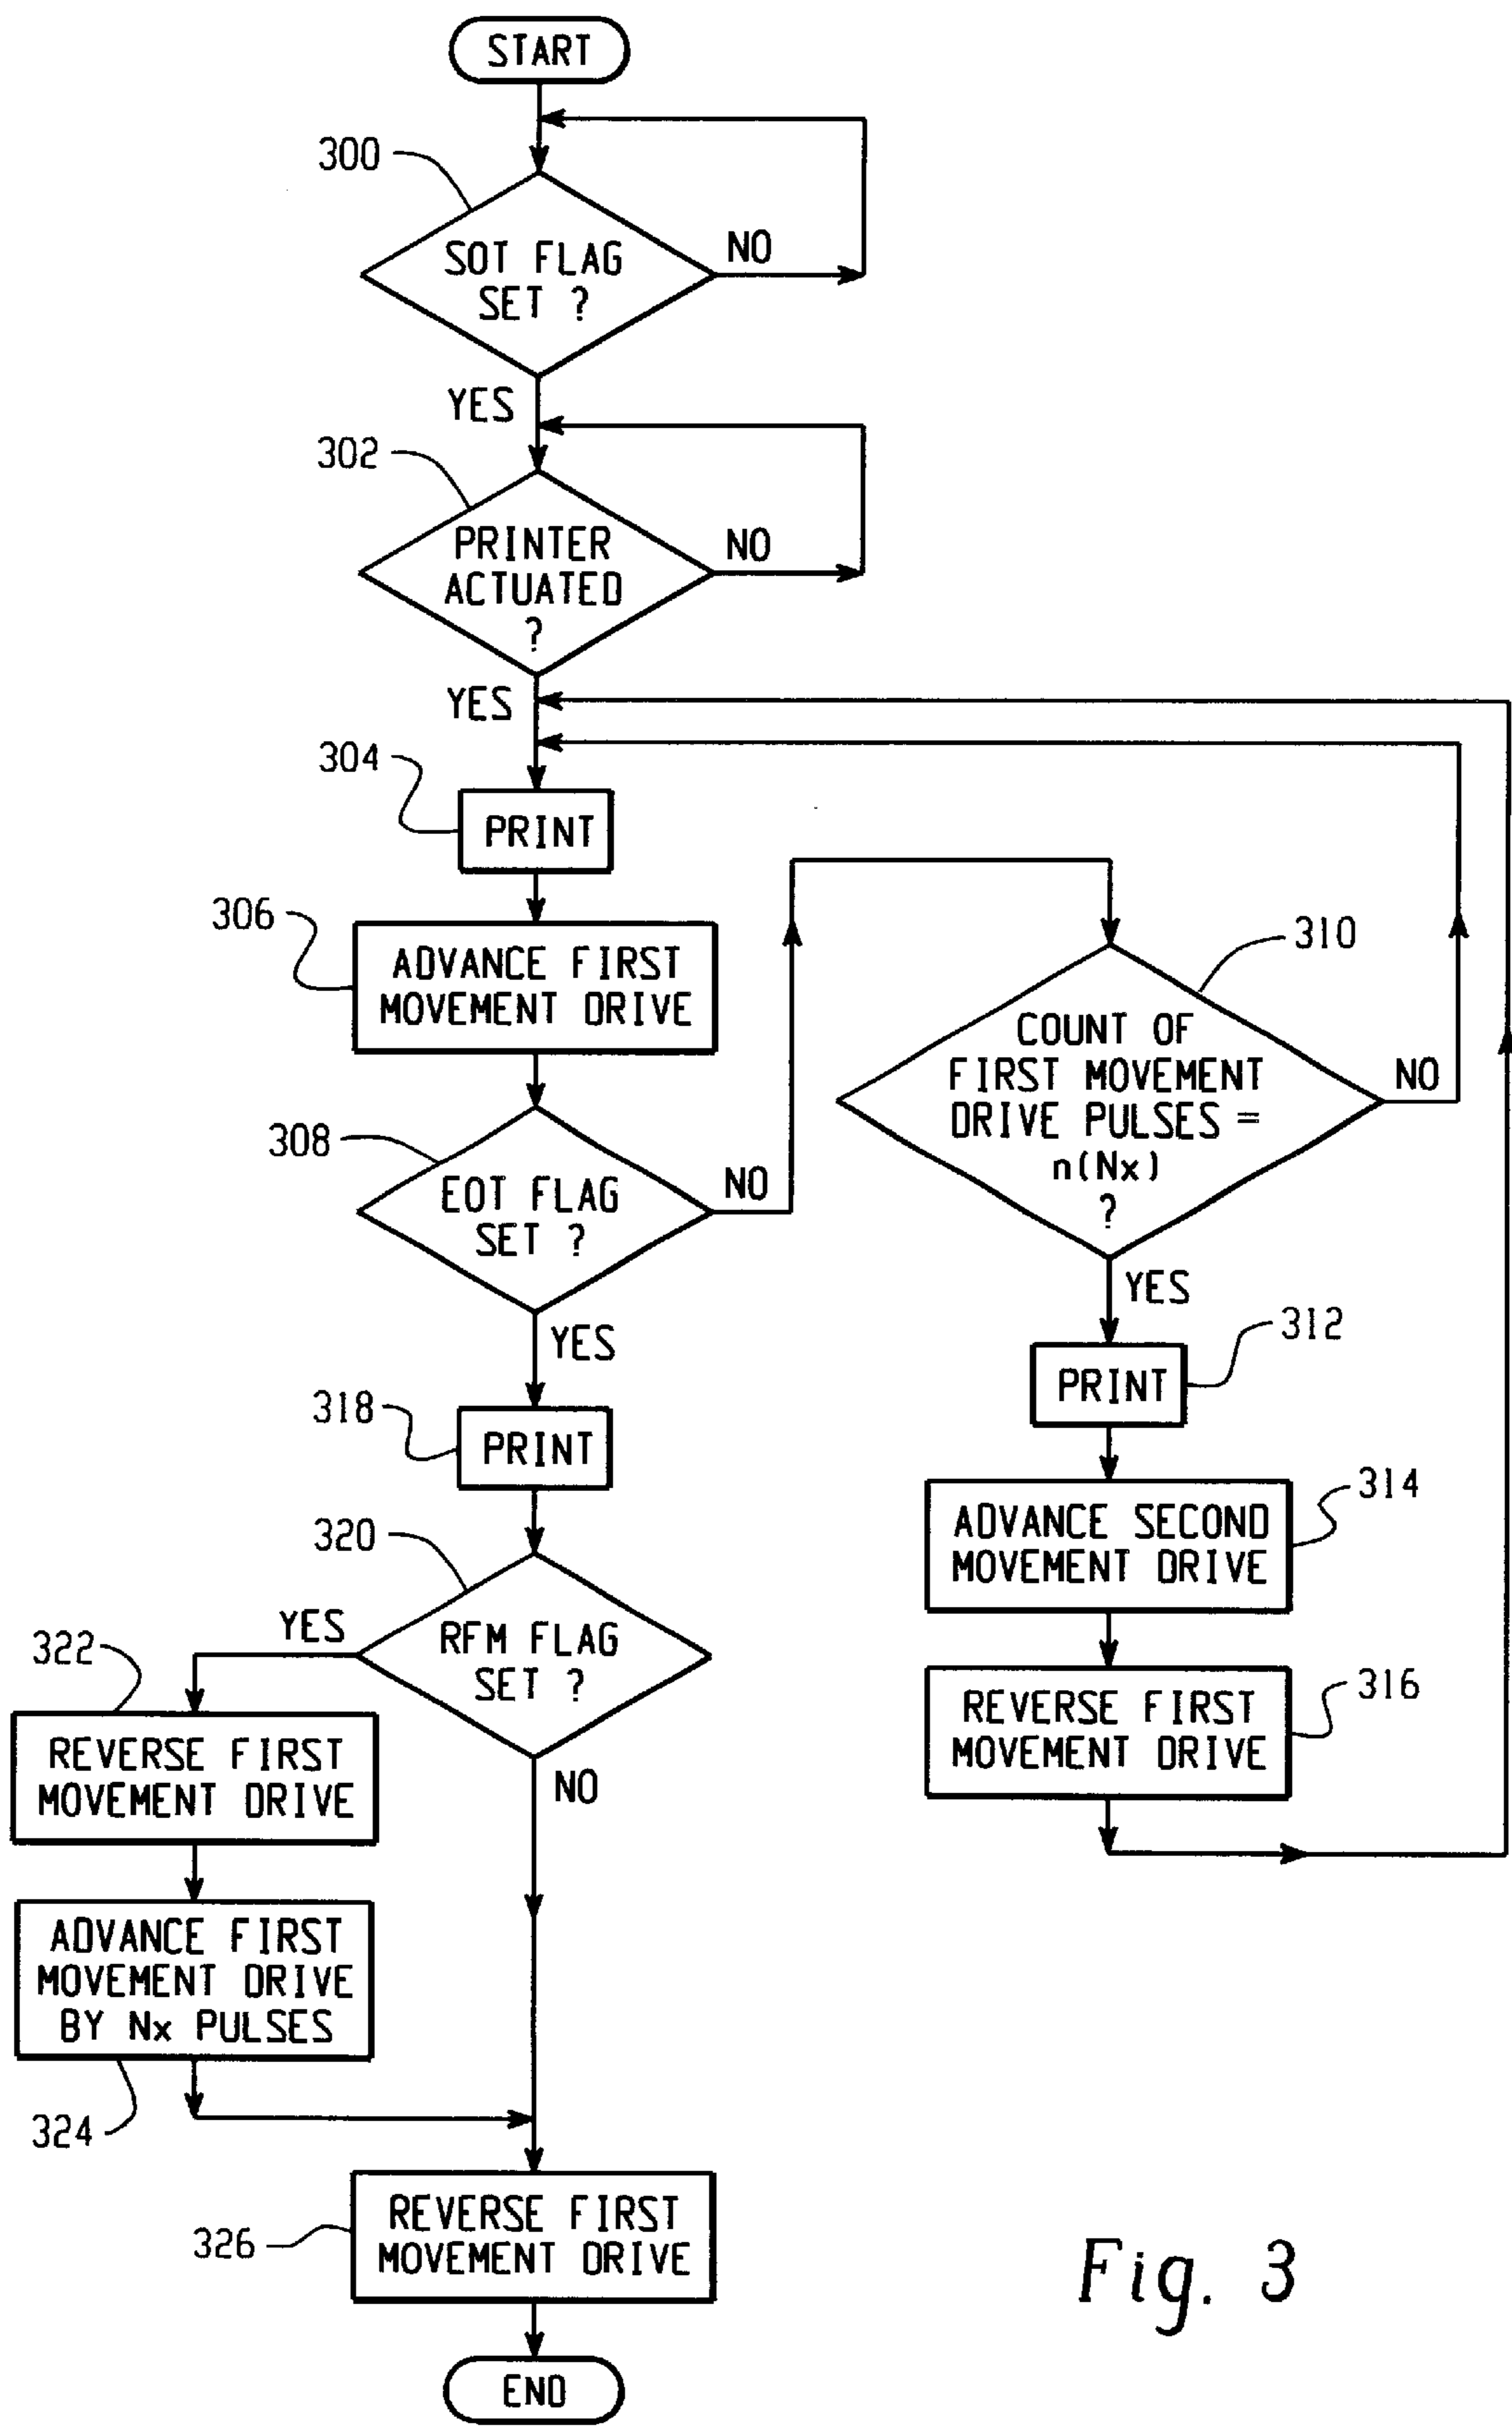 START
300
SOT FLAG
SET ?
NO
YES
302
PRINTER
ACTUATED
?
NO
YES
304
PRINT
306
ADVANCE FIRST
MOVEMENT DRIVE
308
EOT FLAG
SET ?
NO
310
COUNT OF
FIRST MOVEMENT
DRIVE PULSES =
n(Nx)
?
NO
YES
312
PRINT
314
ADVANCE SECOND
MOVEMENT DRIVE
316
REVERSE FIRST
MOVEMENT DRIVE
YES
318
PRINT
320
RFM FLAG
SET ?
YES
NO
322
REVERSE FIRST
MOVEMENT DRIVE
ADVANCE FIRST
MOVEMENT DRIVE
BY Nx PULSES
324
326
REVERSE FIRST
MOVEMENT DRIVE
END
Fig. 3